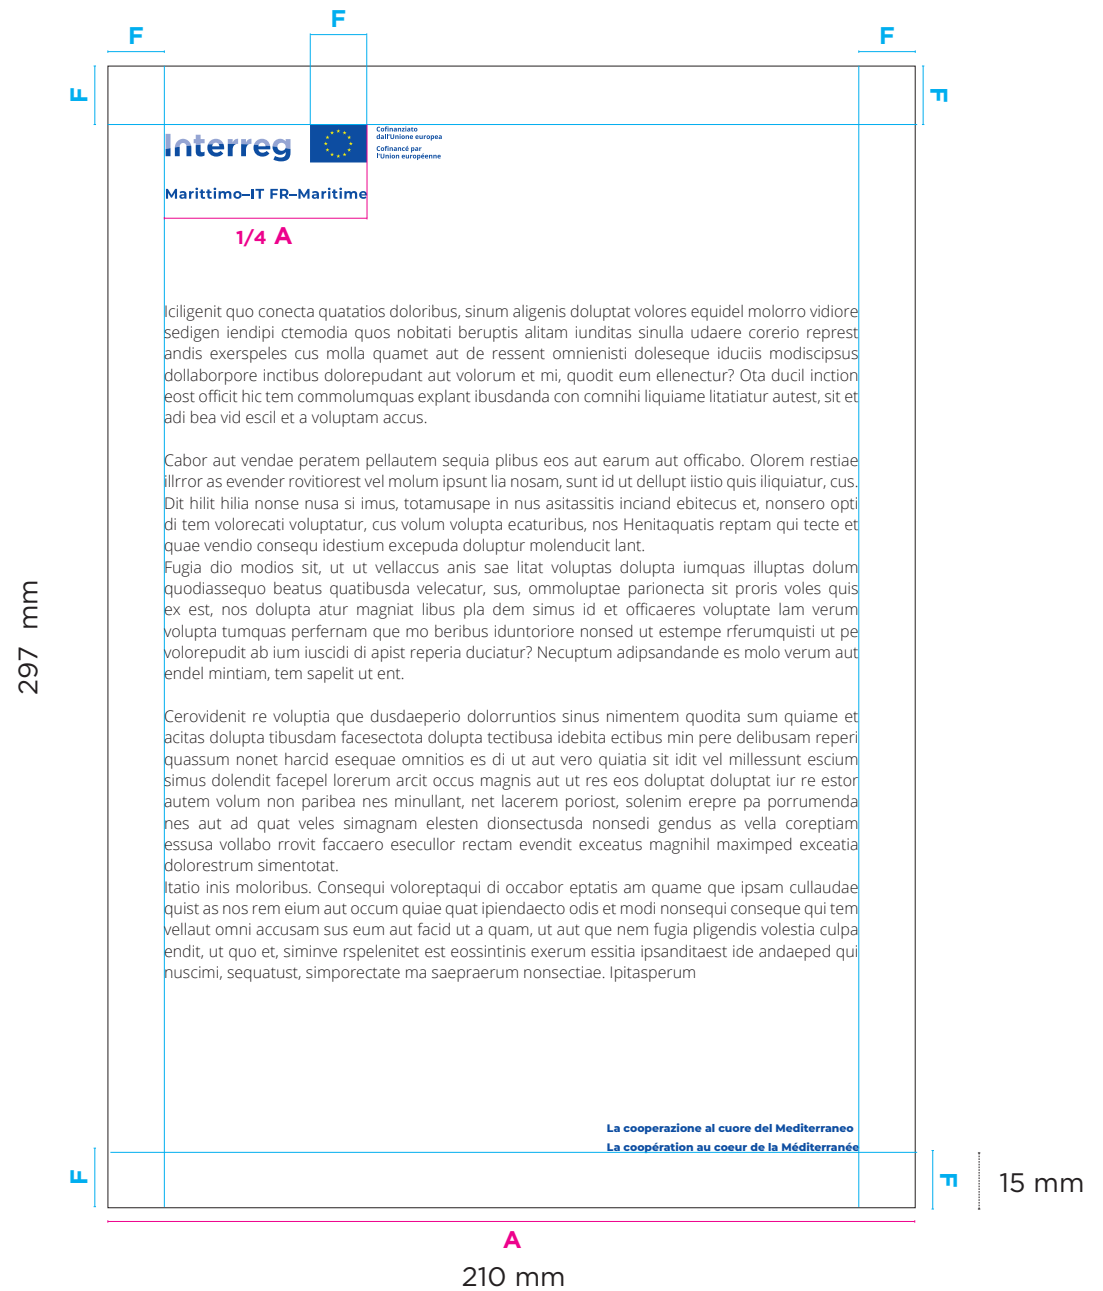 F
F
F
F
F
Interreg
Cofinanziato
dall'Unione europea
Cofinancé par
l'Union européenne
Marittimo–IT FR–Maritime
1/4 A
Iciligenit quo conecta quatatios doloribus, sinum aligenis doluptat volores equidel molorro vidiore
sedigen iendipi ctemodia quos nobitati beruptis alitam iunditas sinulla udaere corerio represt
andis exerspeles cus molla quamet aut de ressent omnienisti doleseque iduciis modiscipsus
dollaborpore inctibus dolorepudant aut volorum et mi, quodit eum ellenectur? Ota ducil inction
eost officit hic tem commolumquas explant ibusdanda con comnihi liquiame litatiatur autest, sit et
adi bea vid escil et a voluptam accus.
Cabor aut vendae peratem pellautem sequia plibus eos aut earum aut officabo. Olorem restiae
illrror as evender rovitiorest vel molum ipsunt lia nosam, sunt id ut dellupt iistio quis iliquiatur, cus.
Dit hilit hilia nonse nusa si imus, totamusape in nus asitassitis inciand ebitecus et, nonsero opti
di tem volorecati voluptatur, cus volum volupta ecaturibus, nos Henitaquatis reptam qui tecte et
quae vendio consequ idestium excepuda doluptur molenducit lant.
Fugia dio modios sit, ut ut vellaccus anis sae litat voluptas dolupta iumquas illuptas dolum
quodiassequo beatus quatibusda velecatur, sus, ommoluptae parionecta sit proris voles quis
ex est, nos dolupta atur magniat libus pla dem simus id et officaeres voluptate lam verum
volupta tumquas perfernam que mo beribus iduntoriore nonsed ut estempe rferumquisti ut pe
volorepudit ab ium iuscidi di apist reperia duciatur? Necuptum adipsandande es molo verum aut
endel mintiam, tem sapelit ut ent.
297 mm
Cerovidenit re voluptia que dusdaeperio dolorruntios sinus nimentem quodita sum quiame et
acitas dolupta tibusdam facesectota dolupta tectibusa idebita ectibus min pere delibusam reperi
quassum nonet harcid esequae omnitios es di ut aut vero quiatia sit idit vel millessunt escium
simus dolendit facepel lorerum arcit occus magnis aut ut res eos doluptat doluptat iur re estor
autem volum non paribea nes minullant, net lacerem poriost, solenim erepre pa porrumenda
nes aut ad quat veles simagnam elesten dionsectusda nonsedi gendus as vella coreptiam
essusa vollabo rrovit faccaero esecullor rectam evendit exceatus magnihil maximped exceatia
dolorestrum simentotat.
Itatio inis moloribus. Consequi voloreptaqui di occabor eptatis am quame que ipsam cullaudae
quist as nos rem eium aut occum quiae quat ipiendaecto odis et modi nonsequi conseque qui tem
vellaut omni accusam sus eum aut facid ut a quam, ut aut que nem fugia pligendis volestia culpa
endit, ut quo et, siminve rspelenitet est eossintinis exerum essitia ipsanditaest ide andaeped qui
nuscimi, sequatust, simporectate ma saepraerum nonsectiae. Ipitasperum
La cooperazione al cuore del Mediterraneo
La coopération au coeur de la Méditerranée
F
F
15 mm
A
210 mm